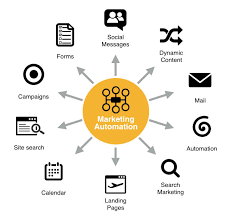 Social
Messages
Forms
Dynamic
Content
Campaigns
Marketing
Automation
Mail
Site search
Automation
Calendar
Search
Marketing
Landing
Pages